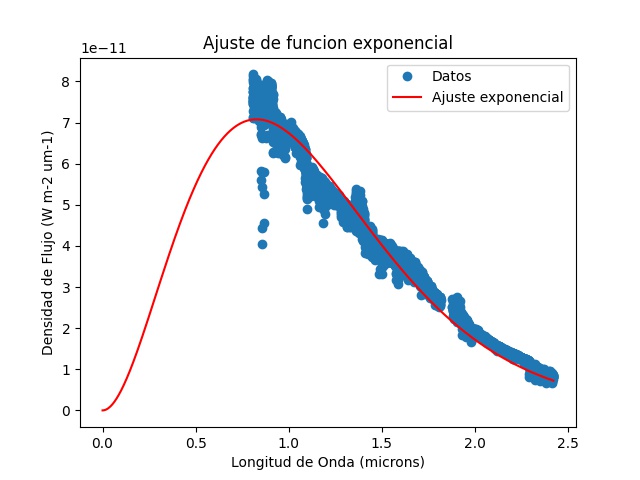 Ajuste de funcion exponencial
1e−11
Datos
Ajuste exponencial
Densidad de Flujo (W m-2 um-1)
8
7
6
5
4
3
2
1
0
0.0 0.5 1.0 1.5 2.0 2.5
Longitud de Onda (microns)